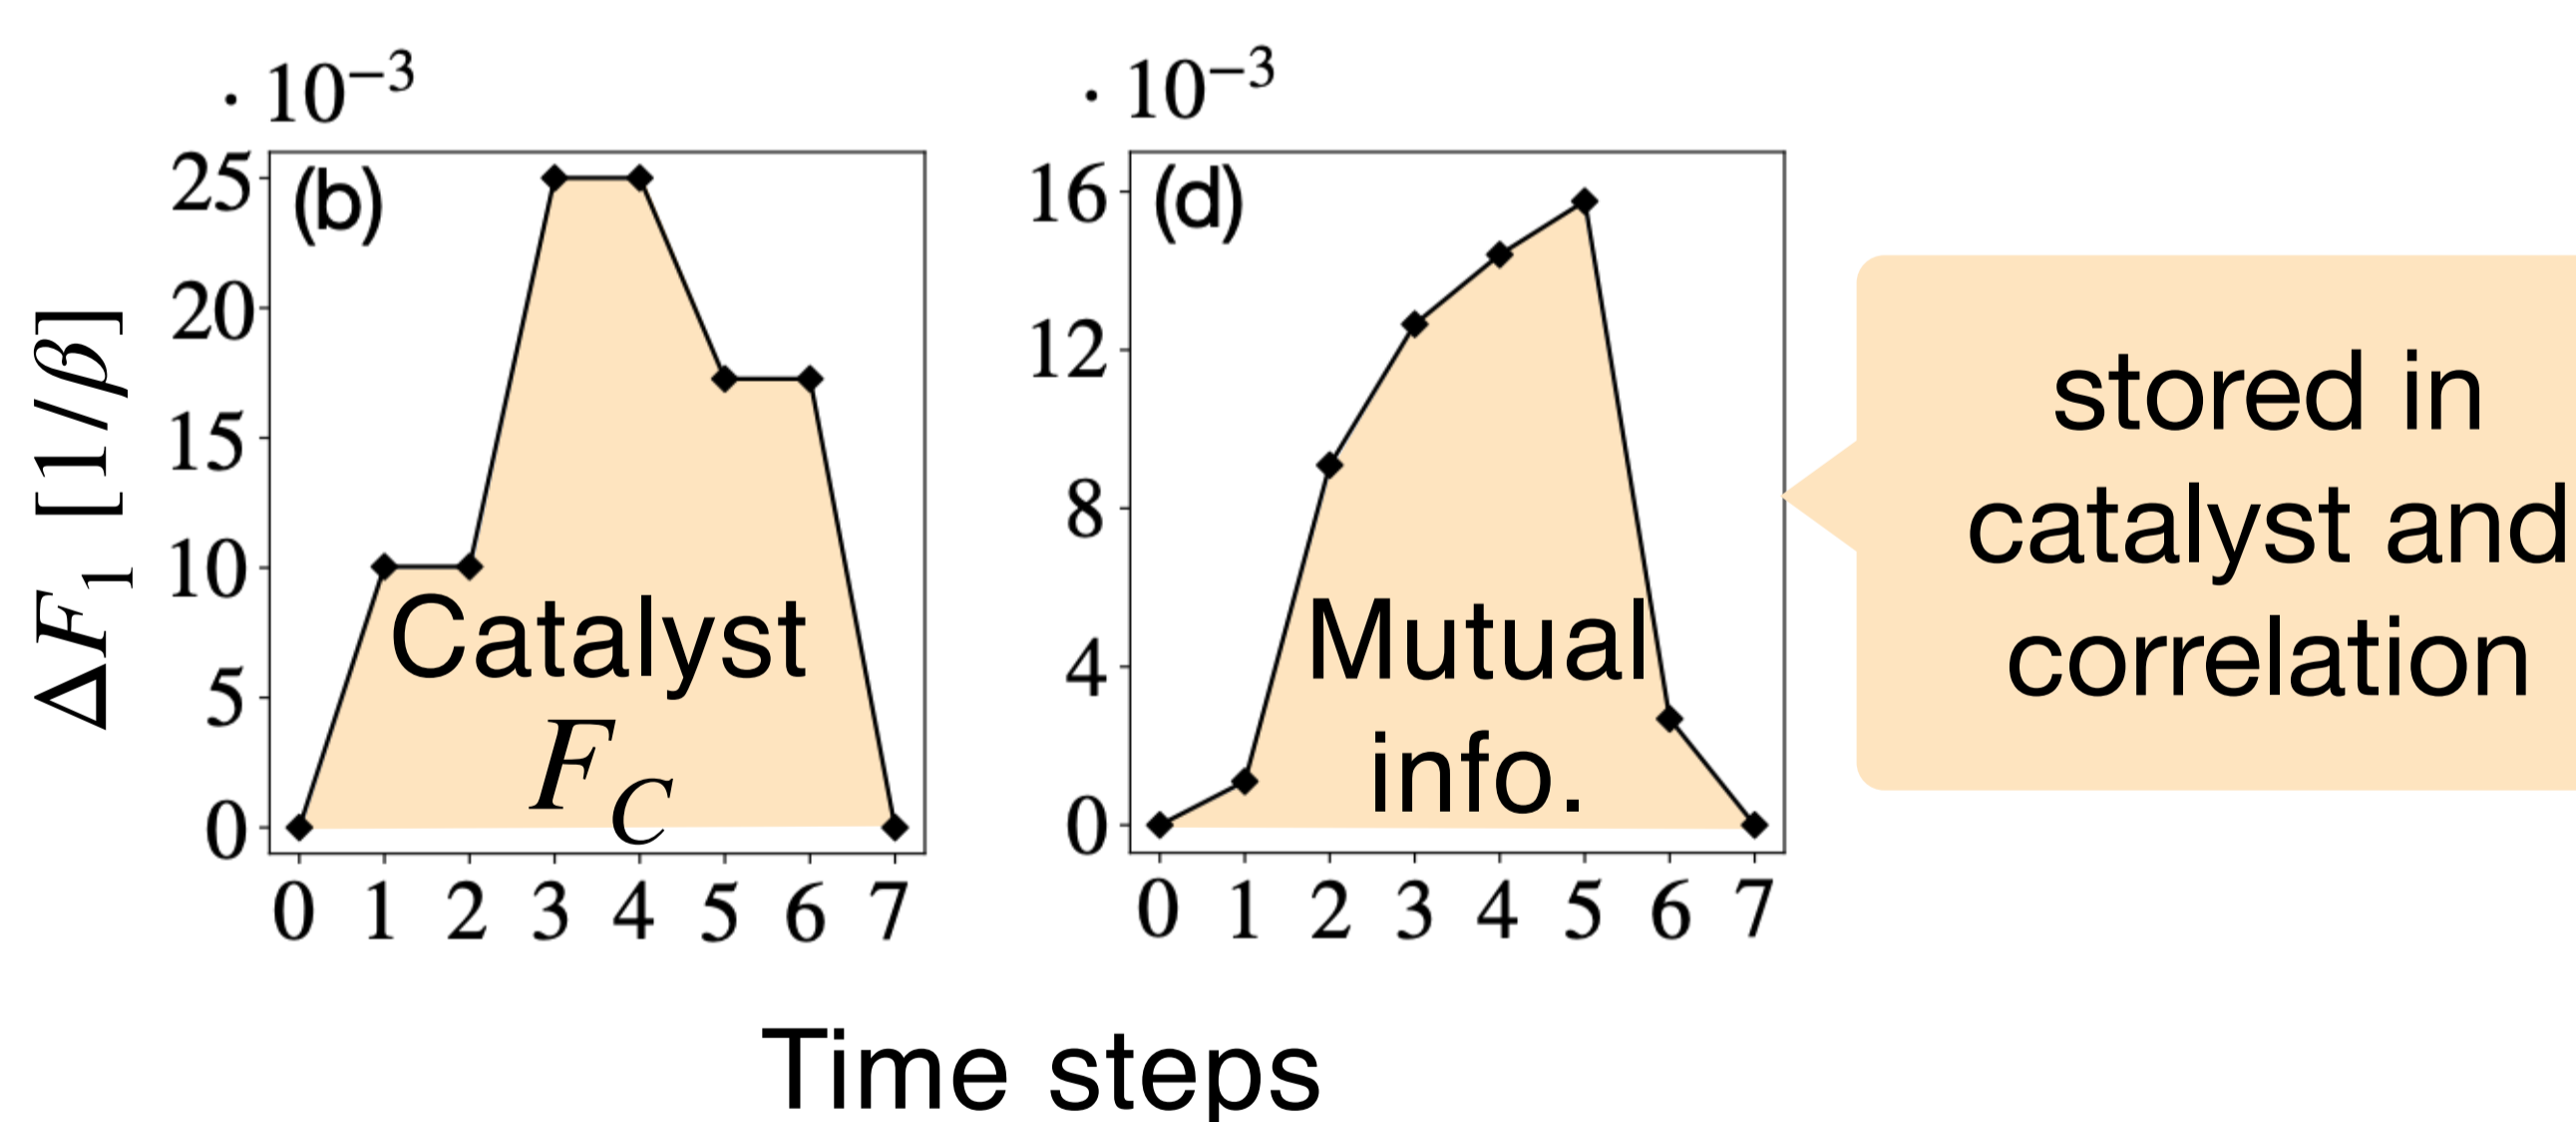 · 10⁻³
(b)
25
20
15
10
5
0
ΔF₁ [1/β]
Catalyst
F_C
0 1 2 3 4 5 6 7
· 10⁻³
(d)
16
12
8
4
0
Mutual
info.
0 1 2 3 4 5 6 7
Time steps
stored in
catalyst and
correlation